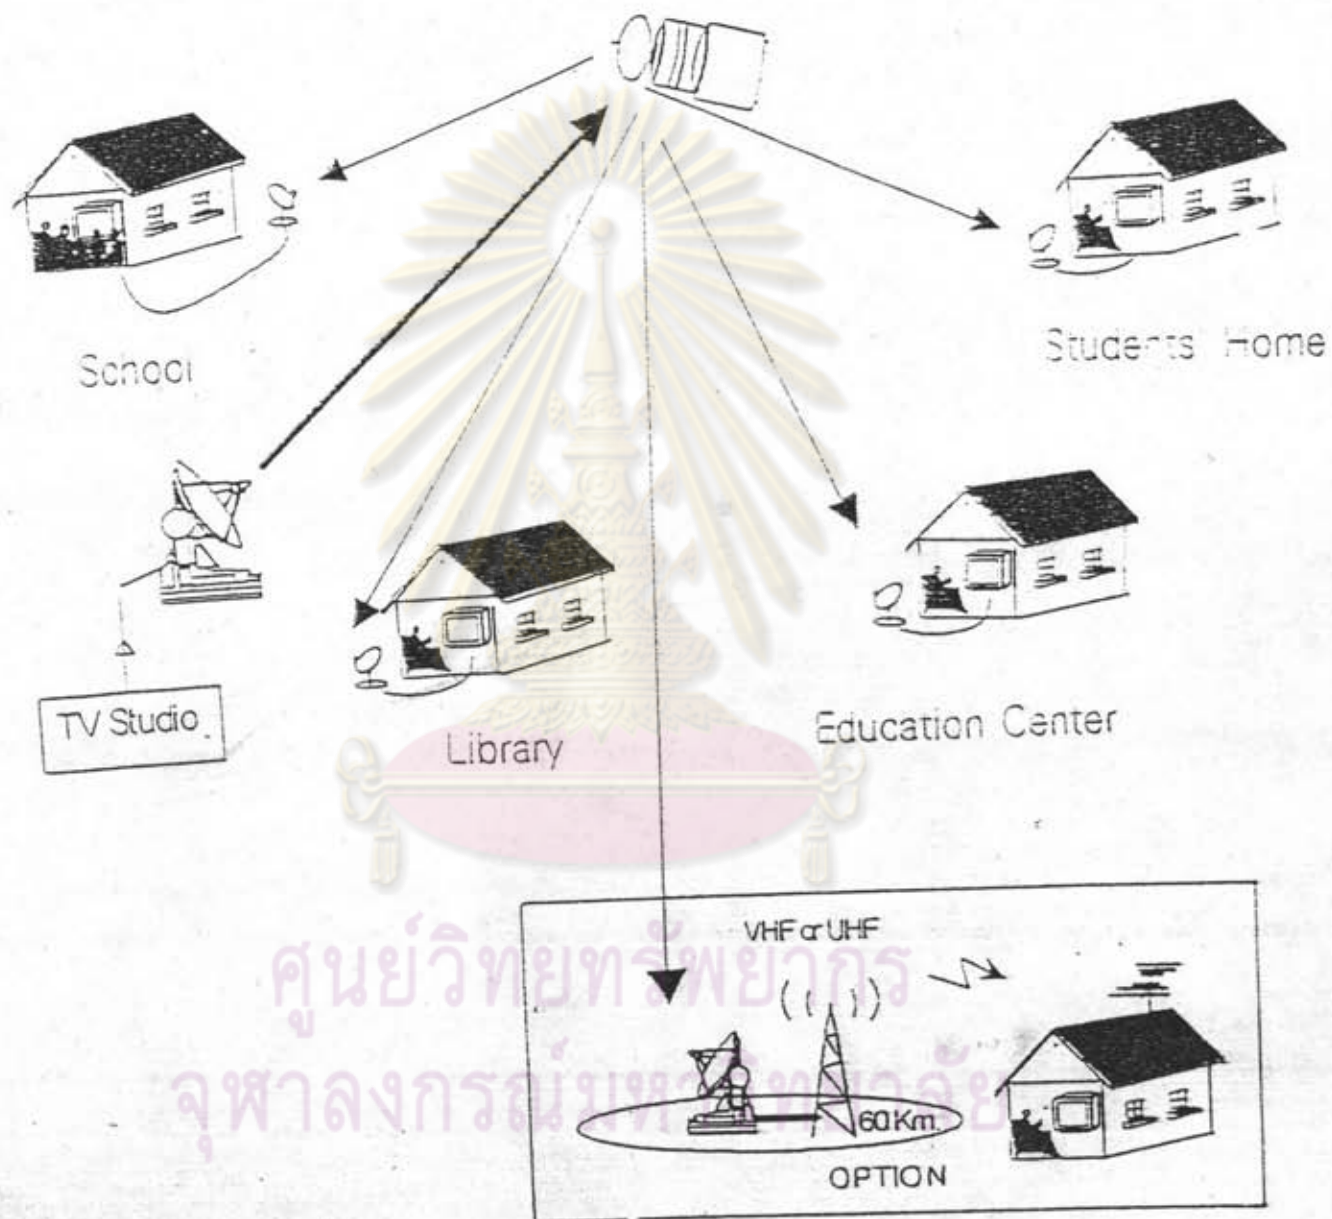 School
Students Home
TV Studio
Library
Education Center
VHF or UHF
ศูนย์วิทยทรัพยากร
จุฬาลงกรณ์มหาวิทยาลัย
60 Km.
OPTION